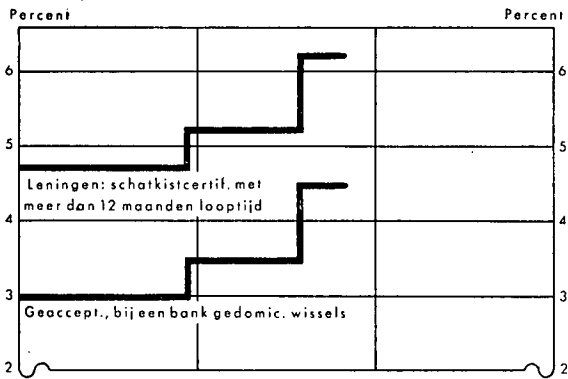 Percent Percent
6 6
5 5
Leningen: schatkistcertif. met
meer dan 12 maanden looptijd
4 4
3 3
Geaccept., bij een bank gedomic. wissels
2 2